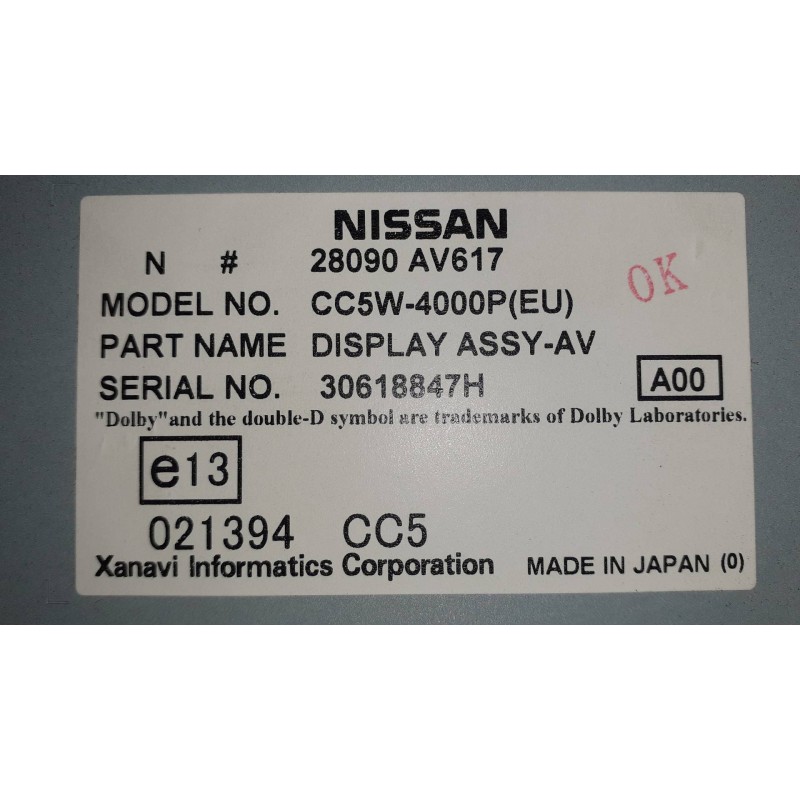 NISSAN
N # 28090 AV617
OK
MODEL NO. CC5W-4000P(EU)
PART NAME DISPLAY ASSY-AV
SERIAL NO. 30618847H
A00
"Dolby"and the double-D symbol are trademarks of Dolby Laboratories.
e13
021394 CC5
Xanavi Informatics Corporation MADE IN JAPAN (0)